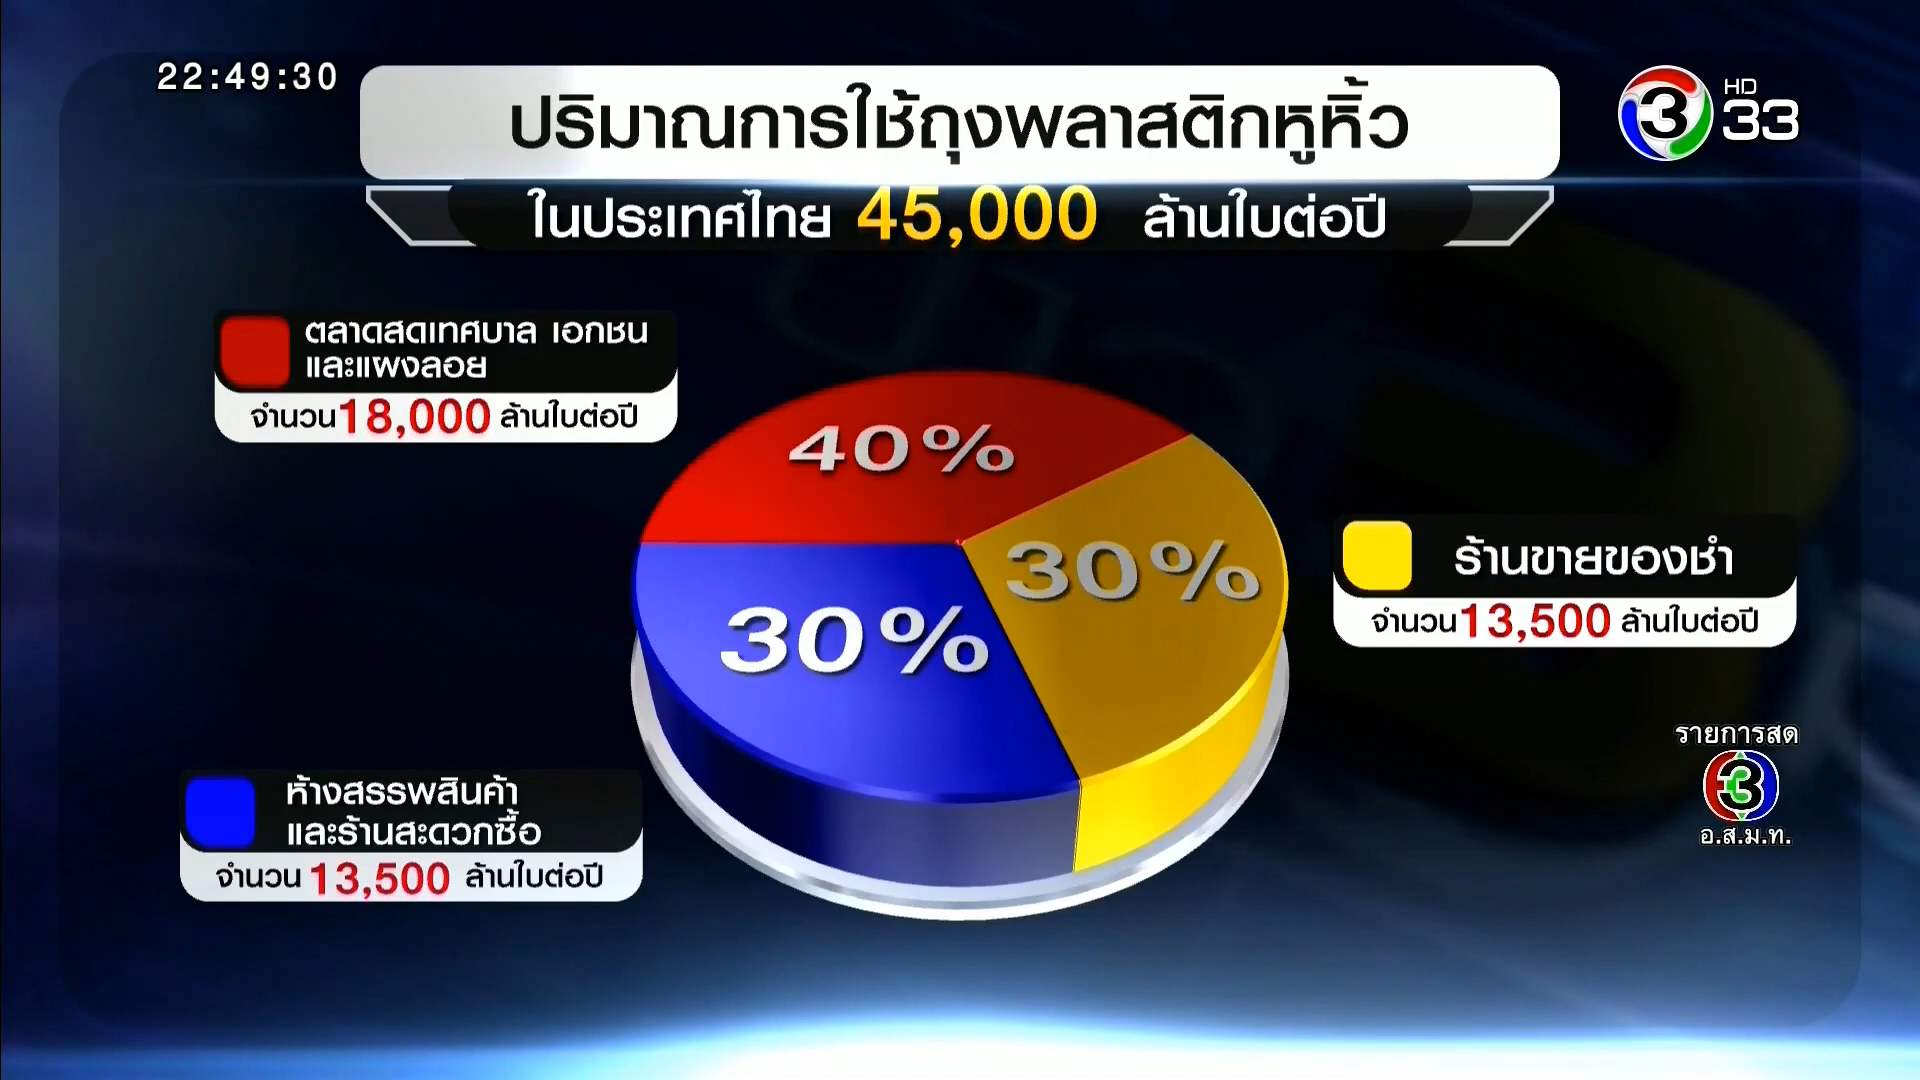 22:49:30
ปริมาณการใช้ถุงพลาสติกหูหิ้ว
HD
3 33
ในประเทศไทย 45,000 ล้านใบต่อปี
ตลาดสดเทศบาล เอกชน
และแผงลอย
จำนวน 18,000 ล้านใบต่อปี
40%
30%
30%
ร้านขายของชำ
จำนวน 13,500 ล้านใบต่อปี
ห้างสรรพสินค้า
และร้านสะดวกซื้อ
จำนวน 13,500 ล้านใบต่อปี
รายการสด
3
อ.ส.ม.ท.